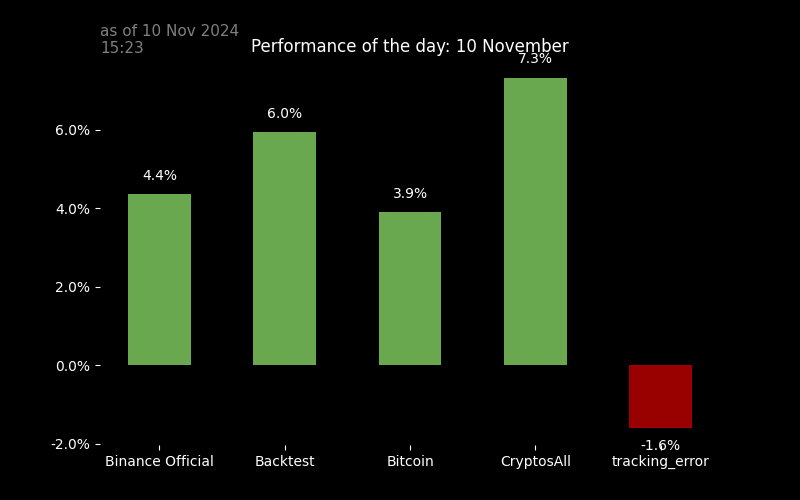 as of 10 Nov 2024
15:23
Performance of the day: 10 November
7.3%
6.0%
4.4%
3.9%
-1.6%
6.0%
4.0%
2.0%
0.0%
-2.0%
Binance Official
Backtest
Bitcoin
CryptosAll
tracking_error